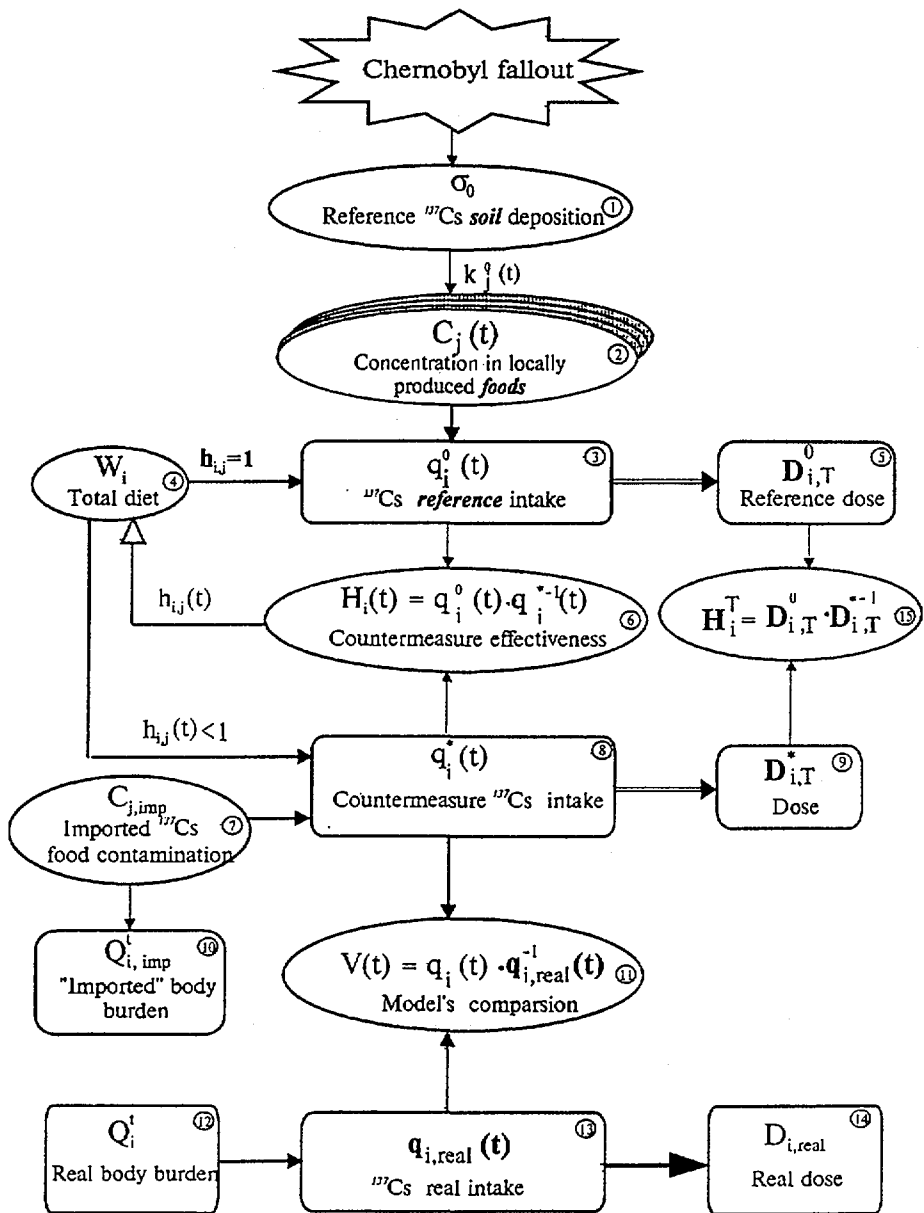 Chernobyl fallout
σ₀
Reference ¹³⁷Cs soil deposition ①
k⁰ⱼ(t)
Cⱼ(t)
Concentration in locally ②
produced foods
Wᵢ
Total diet ④
hᵢ,ⱼ=1
q⁰ᵢ(t) ③
¹³⁷Cs reference intake
D⁰ᵢ,T ⑤
Reference dose
hᵢ,ⱼ(t)
Hᵢ(t) = q⁰ᵢ(t)·q*⁻¹ᵢ(t)
Countermeasure effectiveness ⑥
Hᵀᵢ = D⁰ᵢ,T · D*⁻¹ᵢ,T ⑮
hᵢ,ⱼ(t)<1
q*ᵢ(t) ⑧
Countermeasure ¹³⁷Cs intake
D*ᵢ,T ⑨
Dose
Cⱼ,imp
Imported ¹³⁷Cs ⑦
food contamination
Qᵗᵢ,imp ⑩
"Imported" body
burden
V(t) = qᵢ(t) ·q⁻¹ᵢ,real(t) ⑪
Model's comparsion
Qᵗᵢ ⑫
Real body burden
qᵢ,real(t) ⑬
¹³⁷Cs real intake
Dᵢ,real ⑭
Real dose